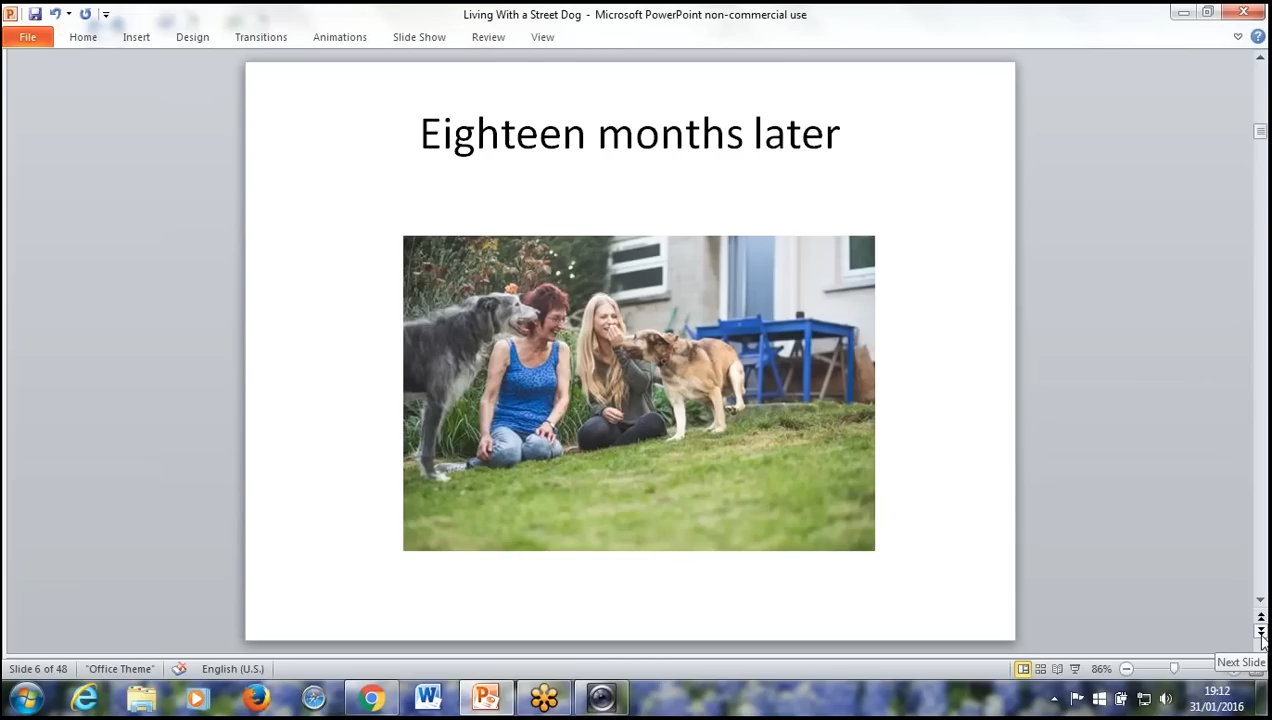 Living With a Street Dog - Microsoft PowerPoint non-commercial use
File Home Insert Design Transitions Animations Slide Show Review View
Eighteen months later
Slide 6 of 48 "Office Theme" English (U.S.) 86%
Next Slide
19:12
31/01/2016